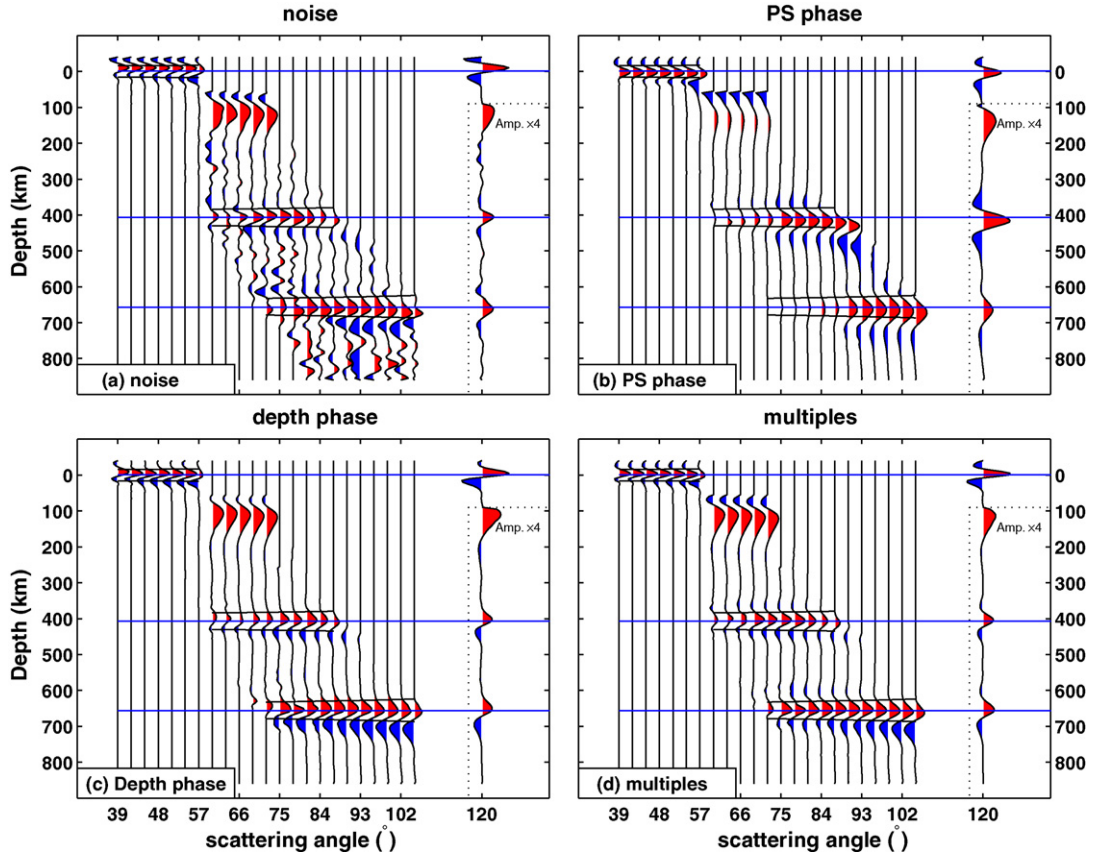 noise
PS phase
0
100
200
300
400
500
600
700
800
Depth (km)
Amp. x4
(a) noise
0
100
200
300
400
500
600
700
800
Amp. x4
(b) PS phase
depth phase
multiples
0
100
200
300
400
500
600
700
800
Depth (km)
Amp. x4
(c) Depth phase
39 48 57 66 75 84 93 102 120
scattering angle (°)
0
100
200
300
400
500
600
700
800
Amp. x4
(d) multiples
39 48 57 66 75 84 93 102 120
scattering angle (°)